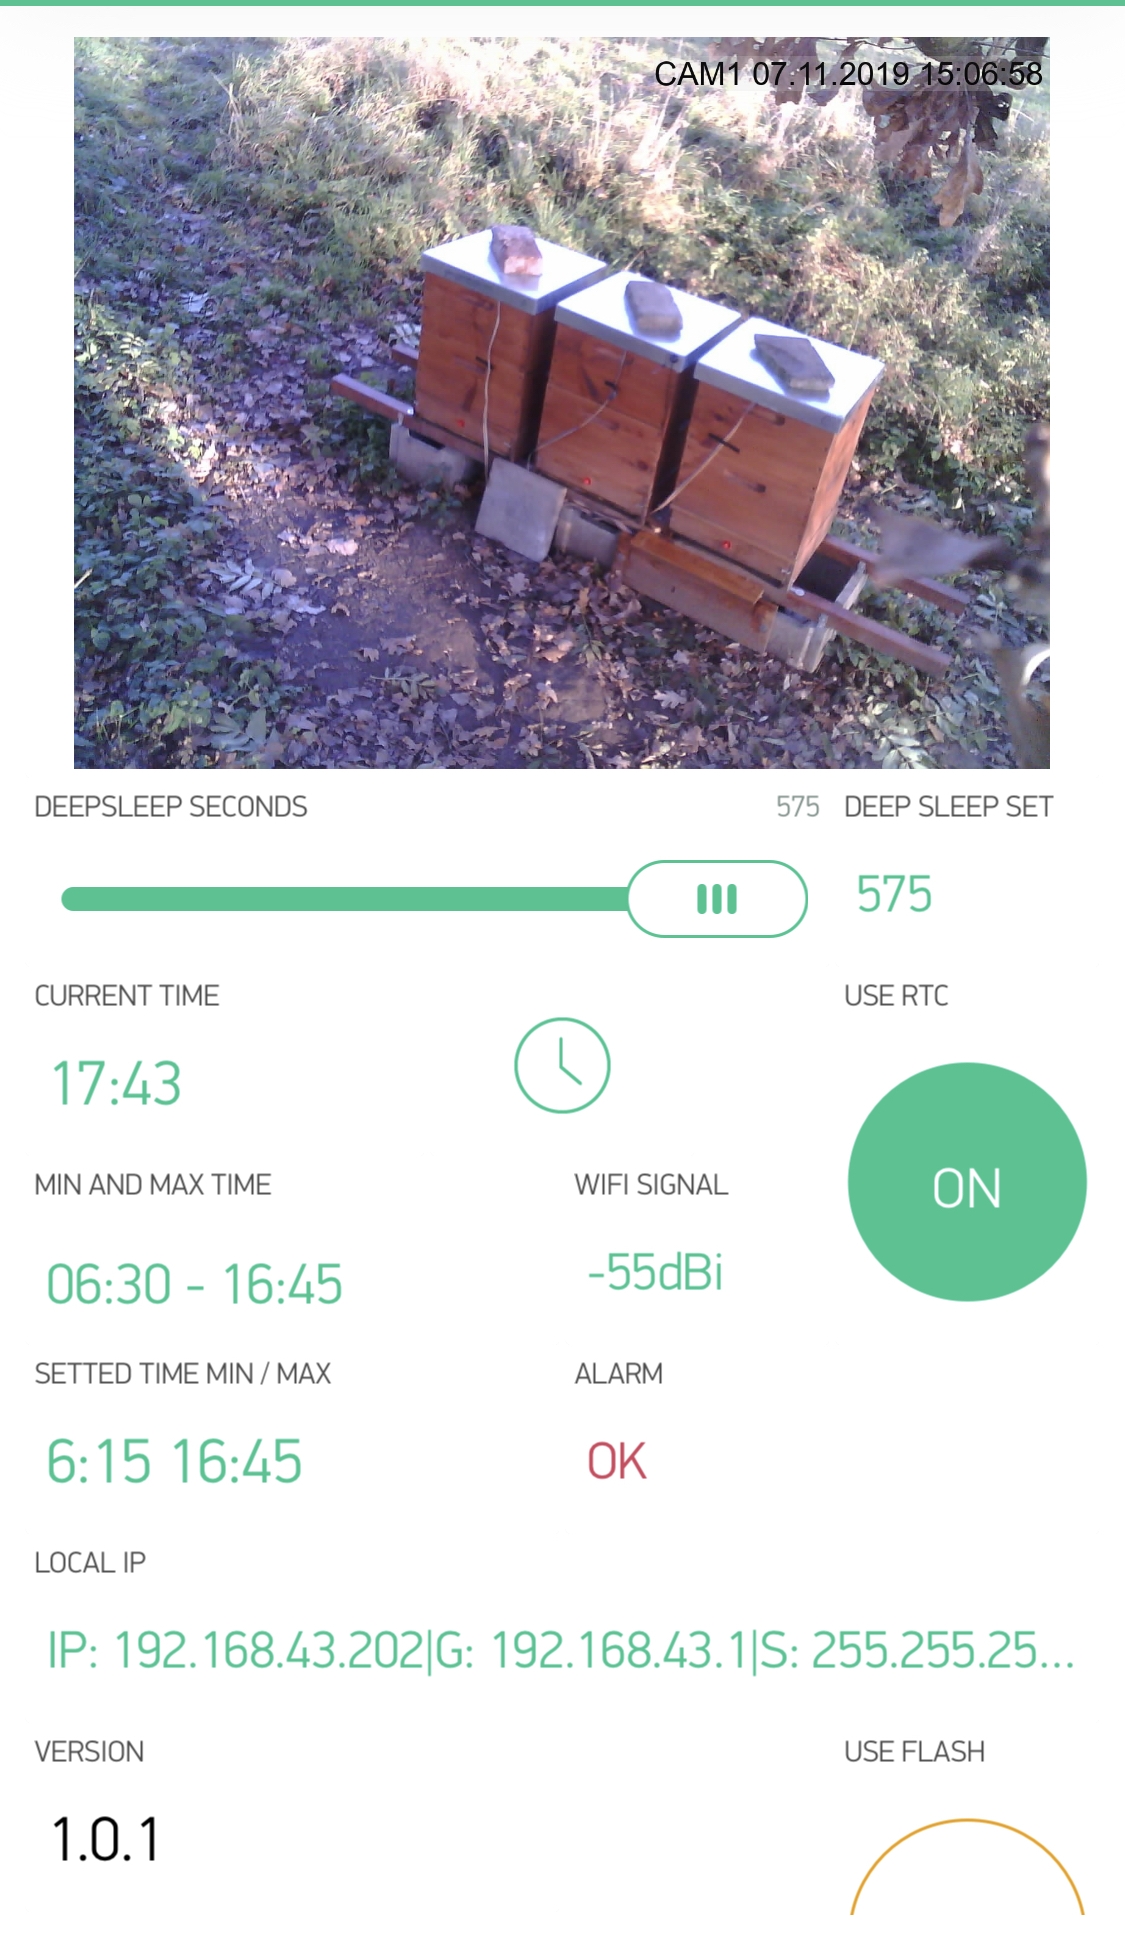 CAM1 07.11.2019 15:06:58
DEEPSLEEP SECONDS 575 DEEP SLEEP SET
575
CURRENT TIME USE RTC
17:43
ON
MIN AND MAX TIME WIFI SIGNAL
06:30 - 16:45 -55dBi
SETTED TIME MIN / MAX ALARM
6:15 16:45 OK
LOCAL IP
IP: 192.168.43.202|G: 192.168.43.1|S: 255.255.25...
VERSION USE FLASH
1.0.1